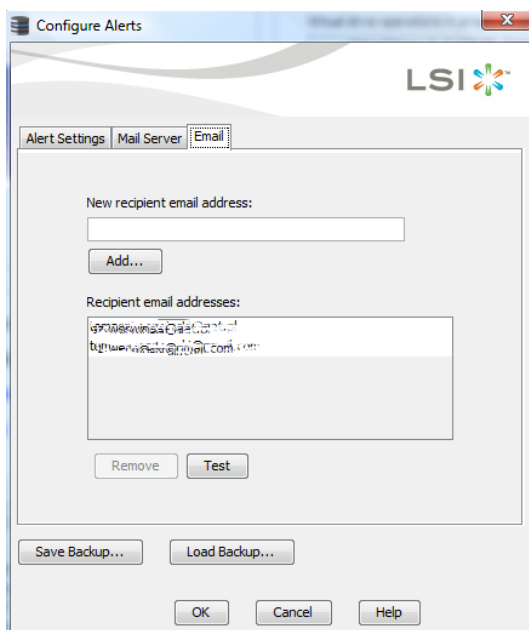 Configure Alerts
LSI
Alert Settings
Mail Server
Email
New recipient email address:
Add...
Recipient email addresses:
Remove
Test
Save Backup...
Load Backup...
OK
Cancel
Help